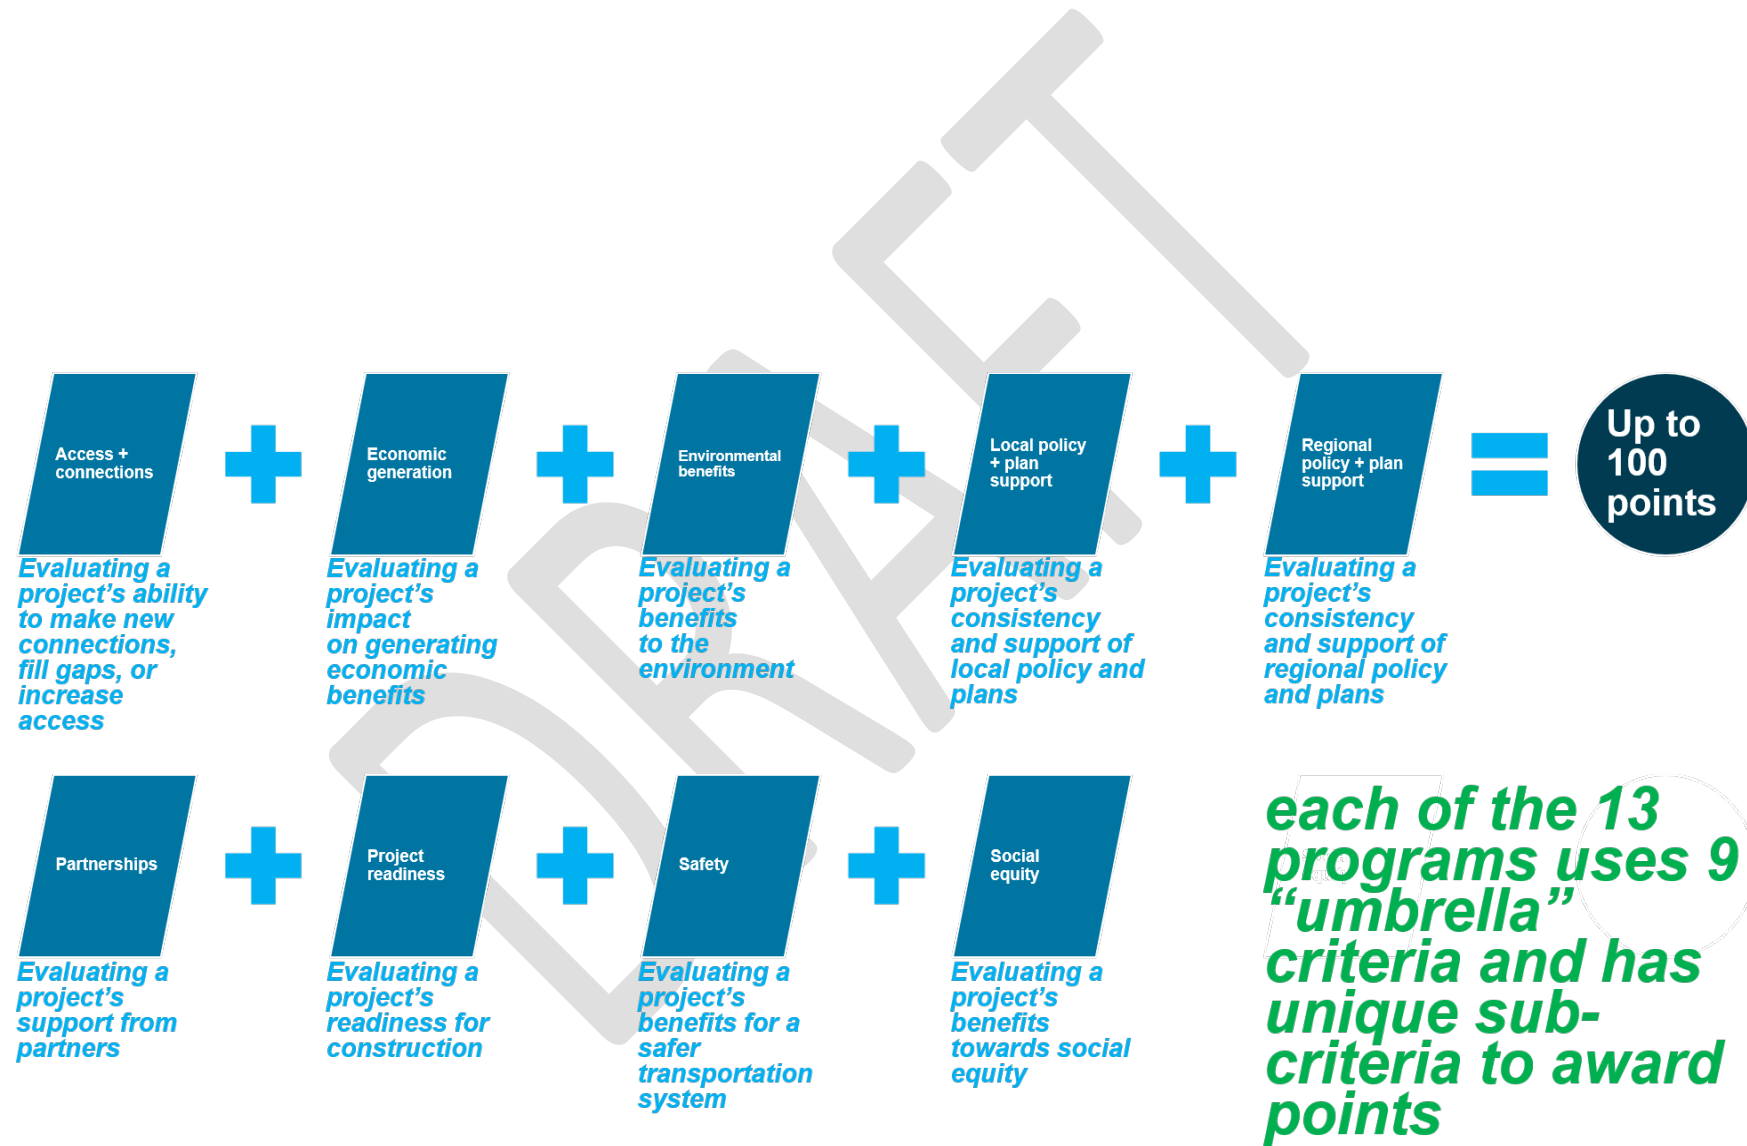 DRAFT
Access +
connections
Economic
generation
Environmental
benefits
Local policy
+ plan
support
Regional
policy + plan
support
Up to
100
points
Evaluating a
project’s ability
to make new
connections,
fill gaps, or
increase
access
Evaluating a
project’s
impact
on generating
economic
benefits
Evaluating a
project’s
benefits
to the
environment
Evaluating a
project’s
consistency
and support of
local policy and
plans
Evaluating a
project’s
consistency
and support of
regional policy
and plans
Partnerships
Project
readiness
Safety
Social
equity
Evaluating a
project’s
support from
partners
Evaluating a
project’s
readiness for
construction
Evaluating a
project’s
benefits for a
safer
transportation
system
Evaluating a
project’s
benefits
towards social
equity
each of the 13
programs uses 9
“umbrella”
criteria and has
unique sub-
criteria to award
points